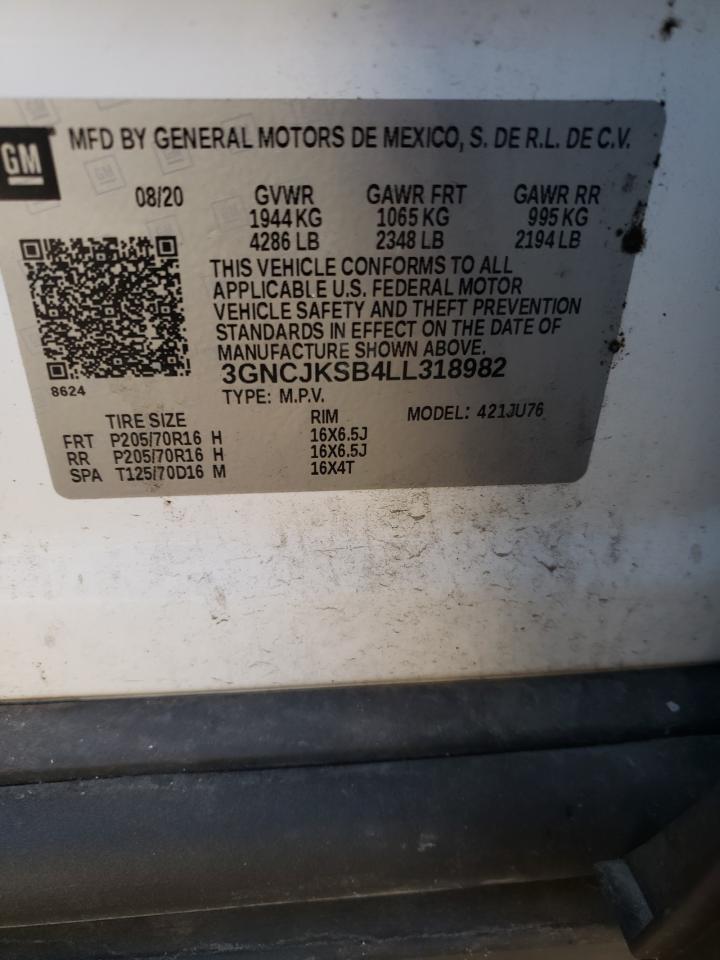 GM
MFD BY GENERAL MOTORS DE MEXICO, S. DE R.L. DE C.V.
08/20 GVWR GAWR FRT GAWR RR
1944 KG 1065 KG 995 KG
4286 LB 2348 LB 2194 LB
THIS VEHICLE CONFORMS TO ALL
APPLICABLE U.S. FEDERAL MOTOR
VEHICLE SAFETY AND THEFT PREVENTION
STANDARDS IN EFFECT ON THE DATE OF
MANUFACTURE SHOWN ABOVE.
8624
3GNCJKSB4LL318982
TYPE: M.P.V. MODEL: 421JU76
TIRE SIZE RIM
FRT P205/70R16 H 16X6.5J
RR P205/70R16 H 16X6.5J
SPA T125/70D16 M 16X4T